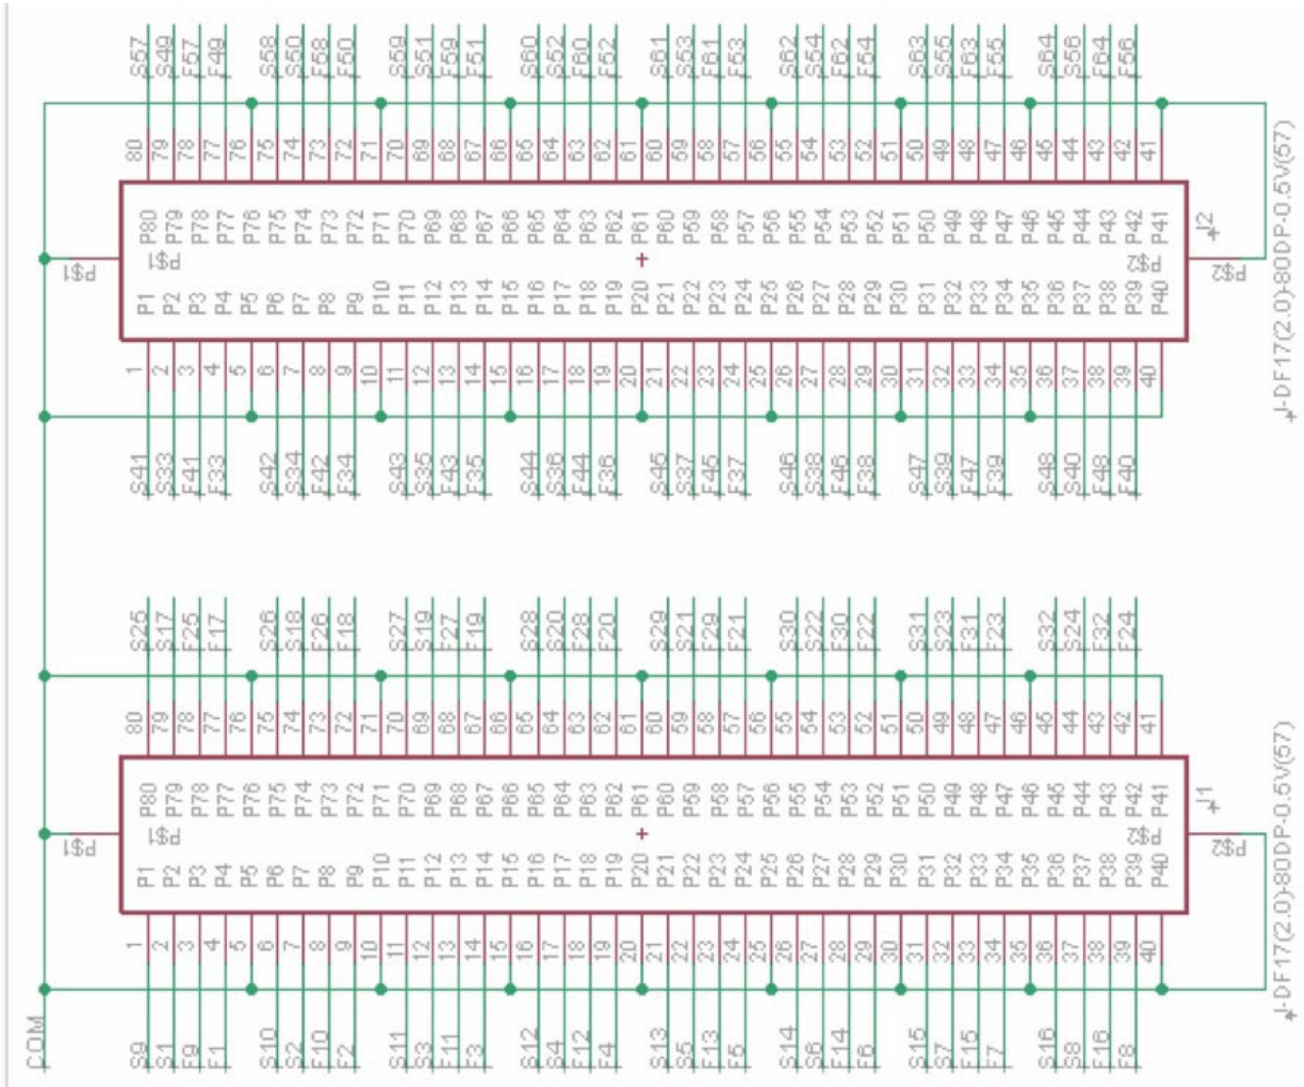 S57 S49 F57 F49 S58 S50 F58 F50 S59 S51 F59 F51 S60 S52 F60 F52 S61 S53 F61 F53 S62 S54 F62 F54 S63 S55 F63 F55 S64 S56 F64 F56
80 79 78 77 76 75 74 73 72 71 70 69 68 67 66 65 64 63 62 61 60 59 58 57 56 55 54 53 52 51 50 49 48 47 46 45 44 43 42 41
P80 P79 P78 P77 P76 P75 P74 P73 P72 P71 P70 P69 P68 P67 P66 P65 P64 P63 P62 P61 P60 P59 P58 P57 P56 P55 P54 P53 P52 P51 P50 P49 P48 P47 P46 P45 P44 P43 P42 P41
J2
P$1 P$1 P$2 P$2
P1 P2 P3 P4 P5 P6 P7 P8 P9 P10 P11 P12 P13 P14 P15 P16 P17 P18 P19 P20 P21 P22 P23 P24 P25 P26 P27 P28 P29 P30 P31 P32 P33 P34 P35 P36 P37 P38 P39 P40
1 2 3 4 5 6 7 8 9 10 11 12 13 14 15 16 17 18 19 20 21 22 23 24 25 26 27 28 29 30 31 32 33 34 35 36 37 38 39 40
J-DF17(2.0)-80DP-0.5V(57)
S41 S33 F41 F33 S42 S34 F42 F34 S43 S35 F43 F35 S44 S36 F44 F36 S45 S37 F45 F37 S46 S38 F46 F38 S47 S39 F47 F39 S48 S40 F48 F40
S25 S17 F25 F17 S26 S18 F26 F18 S27 S19 F27 F19 S28 S20 F28 F20 S29 S21 F29 F21 S30 S22 F30 F22 S31 S23 F31 F23 S32 S24 F32 F24
80 79 78 77 76 75 74 73 72 71 70 69 68 67 66 65 64 63 62 61 60 59 58 57 56 55 54 53 52 51 50 49 48 47 46 45 44 43 42 41
P80 P79 P78 P77 P76 P75 P74 P73 P72 P71 P70 P69 P68 P67 P66 P65 P64 P63 P62 P61 P60 P59 P58 P57 P56 P55 P54 P53 P52 P51 P50 P49 P48 P47 P46 P45 P44 P43 P42 P41
J1
P$1 P$1 P$2 P$2
P1 P2 P3 P4 P5 P6 P7 P8 P9 P10 P11 P12 P13 P14 P15 P16 P17 P18 P19 P20 P21 P22 P23 P24 P25 P26 P27 P28 P29 P30 P31 P32 P33 P34 P35 P36 P37 P38 P39 P40
1 2 3 4 5 6 7 8 9 10 11 12 13 14 15 16 17 18 19 20 21 22 23 24 25 26 27 28 29 30 31 32 33 34 35 36 37 38 39 40
J-DF17(2.0)-80DP-0.5V(57)
COM S9 S1 F9 F1 S10 S2 F10 F2 S11 S3 F11 F3 S12 S4 F12 F4 S13 S5 F13 F5 S14 S6 F14 F6 S15 S7 F15 F7 S16 S8 F16 F8